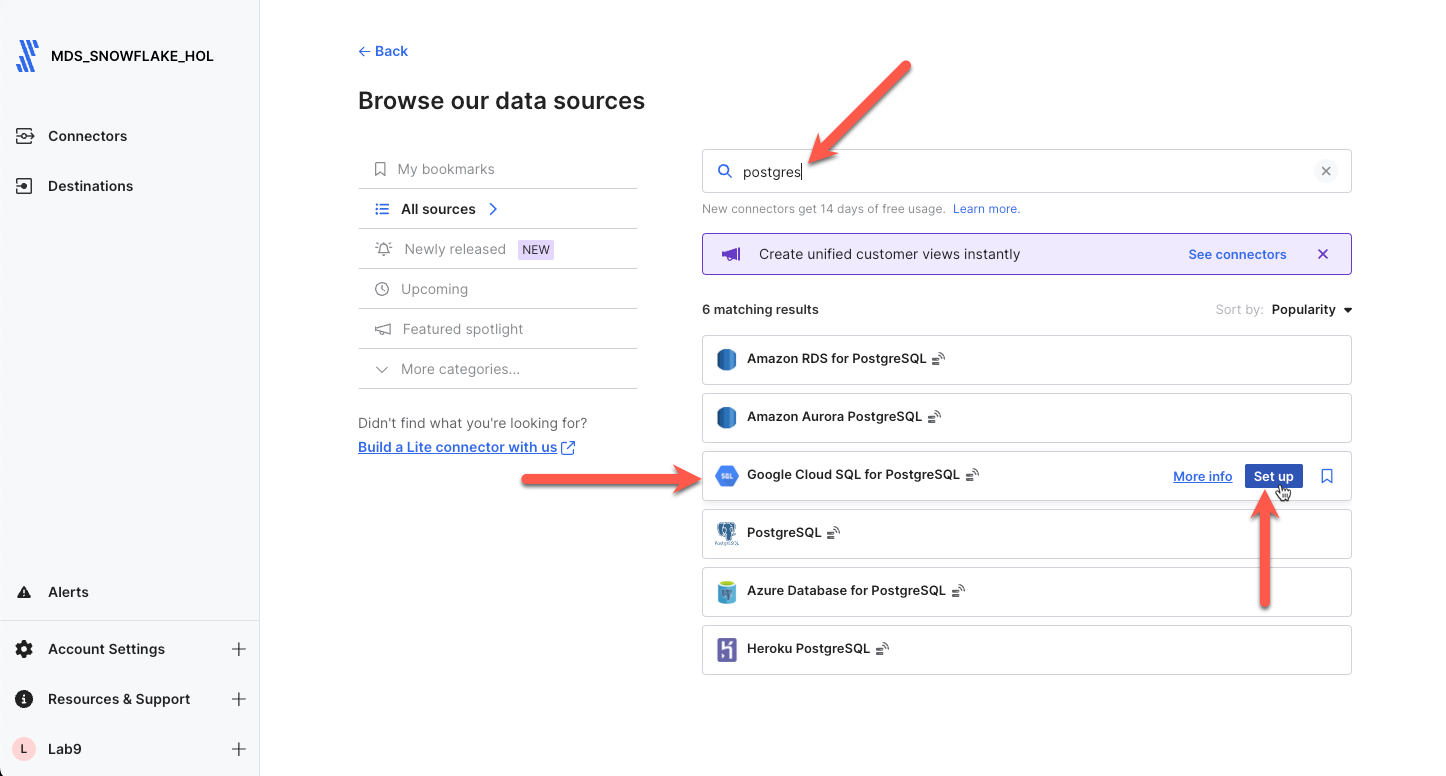 MDS_SNOWFLAKE_HOL
Connectors
Destinations
Alerts
Account Settings
Resources & Support
L Lab9
Back
Browse our data sources
My bookmarks
All sources
Newly released NEW
Upcoming
Featured spotlight
More categories...
Didn't find what you're looking for?
Build a Lite connector with us
postgres
New connectors get 14 days of free usage. Learn more.
Create unified customer views instantly See connectors
6 matching results Sort by: Popularity
Amazon RDS for PostgreSQL
Amazon Aurora PostgreSQL
SQL Google Cloud SQL for PostgreSQL More info Set up
PostgreSQL PostgreSQL
Azure Database for PostgreSQL
Heroku PostgreSQL